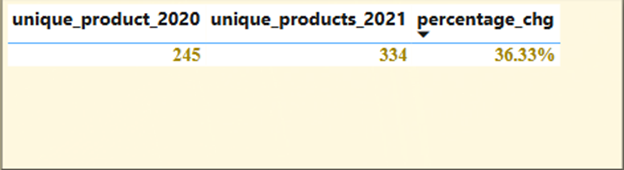 unique_product_2020 unique_products_2021 percentage_chg
245 334 36.33%